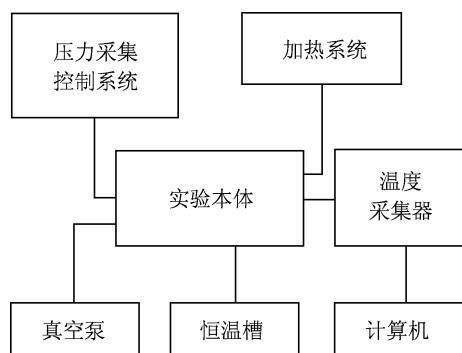 压力采集
控制系统
加热系统
实验本体
温度
采集器
真空泵
恒温槽
计算机